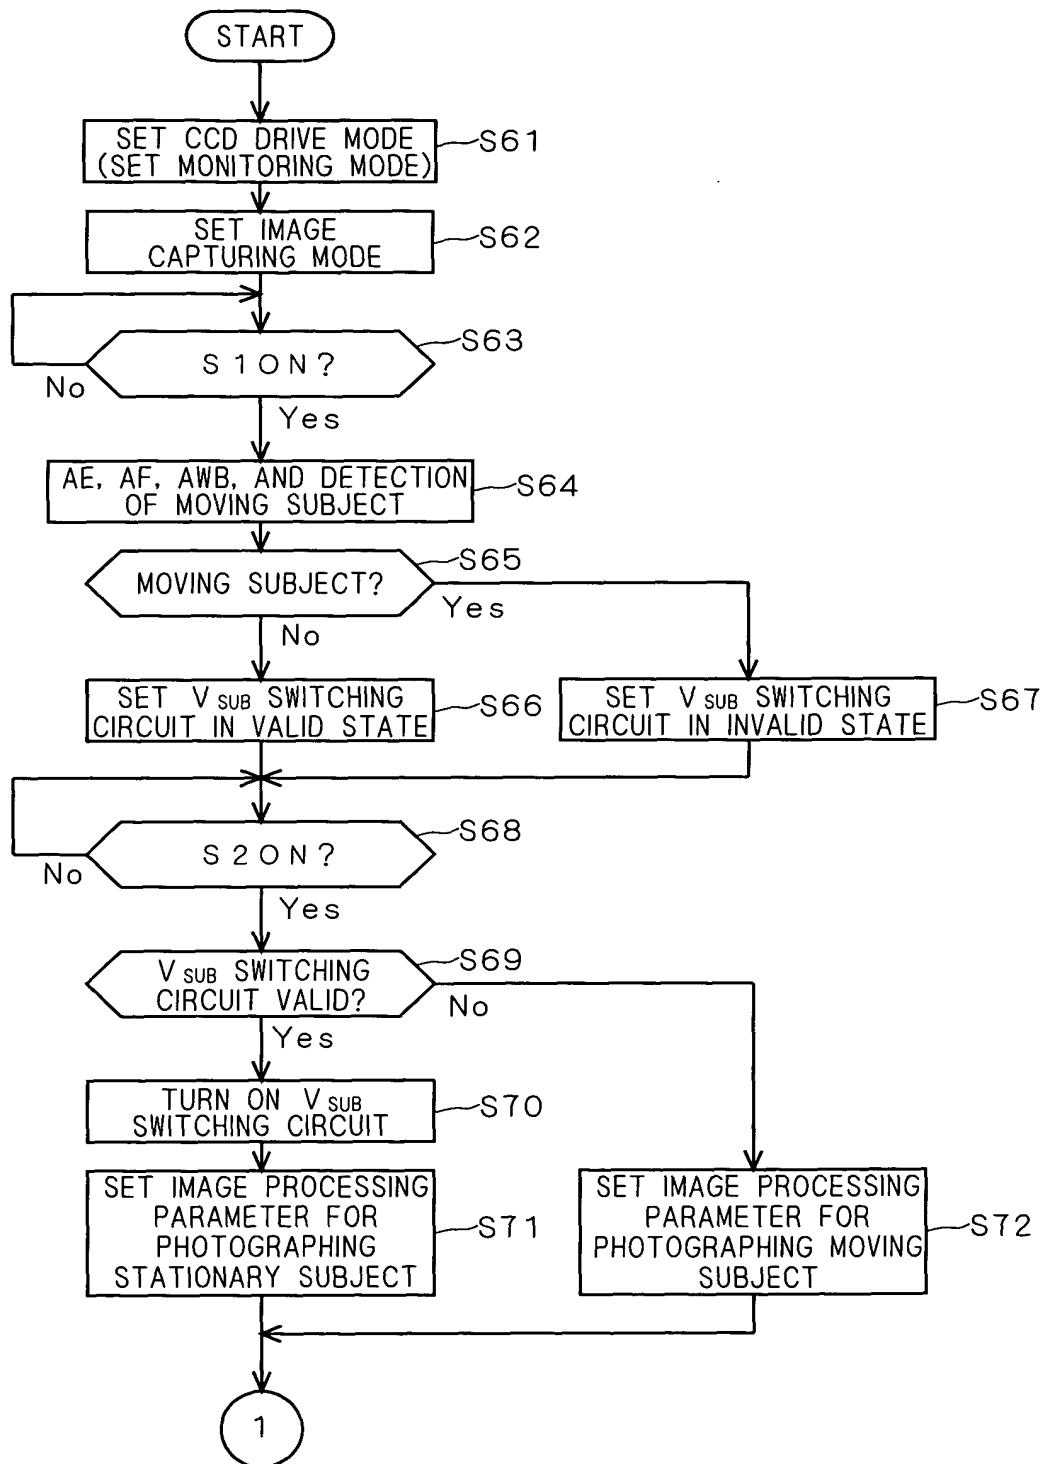 START
SET CCD DRIVE MODE
(SET MONITORING MODE)
S61
SET IMAGE
CAPTURING MODE
S62
S1ON?
S63
No
Yes
AE, AF, AWB, AND DETECTION
OF MOVING SUBJECT
S64
MOVING SUBJECT?
S65
Yes
No
SET VSUB SWITCHING
CIRCUIT IN VALID STATE
S66
SET VSUB SWITCHING
CIRCUIT IN INVALID STATE
S67
S2ON?
S68
No
Yes
VSUB SWITCHING
CIRCUIT VALID?
S69
No
Yes
TURN ON VSUB
SWITCHING CIRCUIT
S70
SET IMAGE PROCESSING
PARAMETER FOR
PHOTOGRAPHING
STATIONARY SUBJECT
S71
SET IMAGE PROCESSING
PARAMETER FOR
PHOTOGRAPHING MOVING
SUBJECT
S72
1